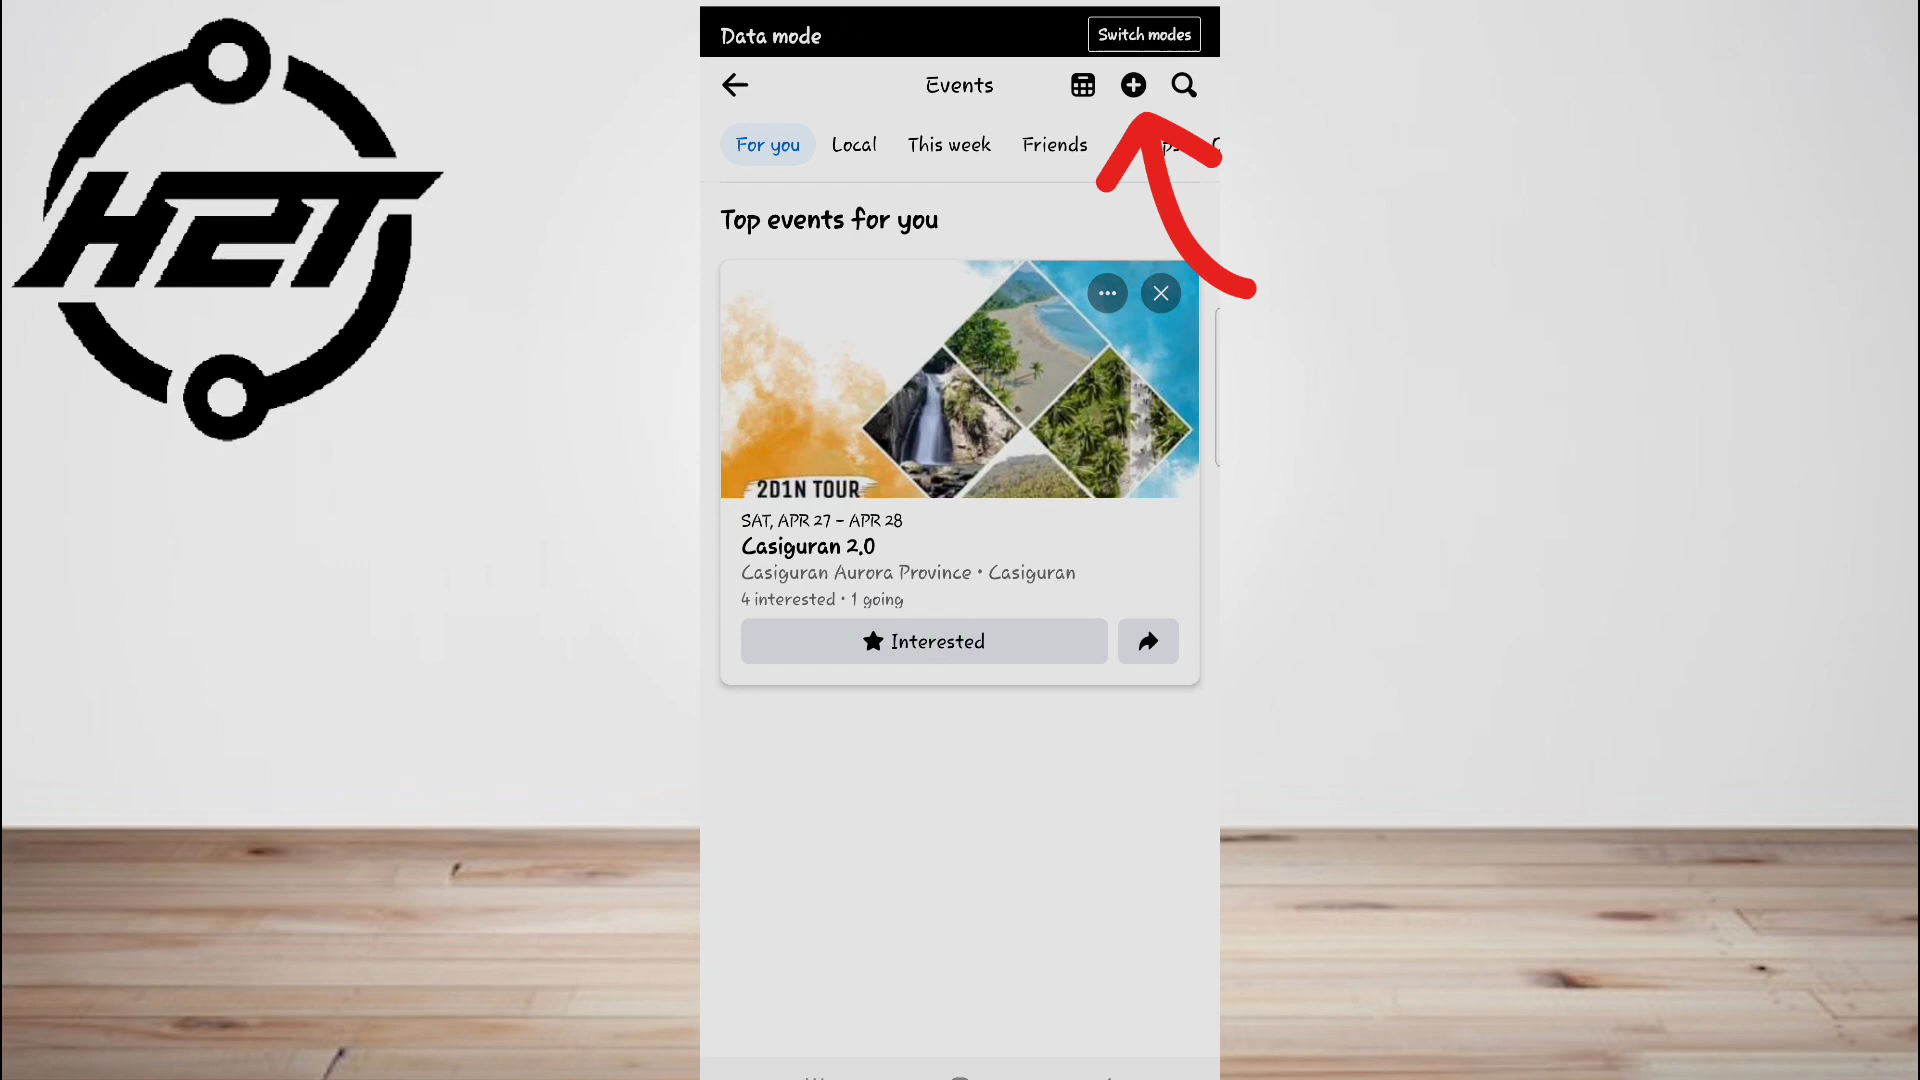 H2T
Data mode
Switch modes
Events
For you
Local
This week
Friends
Top events for you
2D1N TOUR
SAT, APR 27 – APR 28
Casiguran 2.0
Casiguran Aurora Province • Casiguran
4 interested • 1 going
Interested